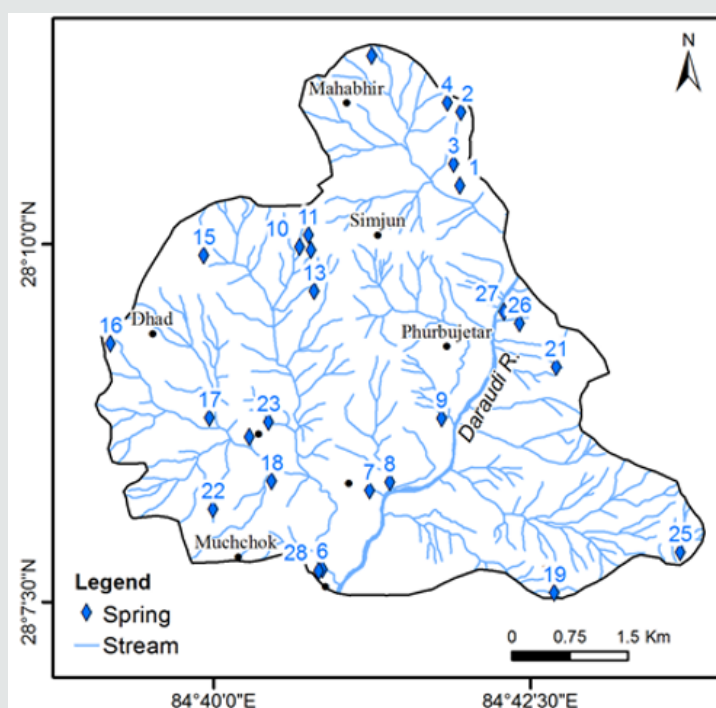 N
Mahabhir
4
2
3
1
11
10
Simjun
15
13
28°10'0"N
27
26
Dhad
16
Phurbujetar
21
Daraudi R.
17
23
9
18
7
8
22
25
Muchchok
28
6
19
Legend
Spring
Stream
28°7'30"N
0 0.75 1.5 Km
84°40'0"E
84°42'30"E